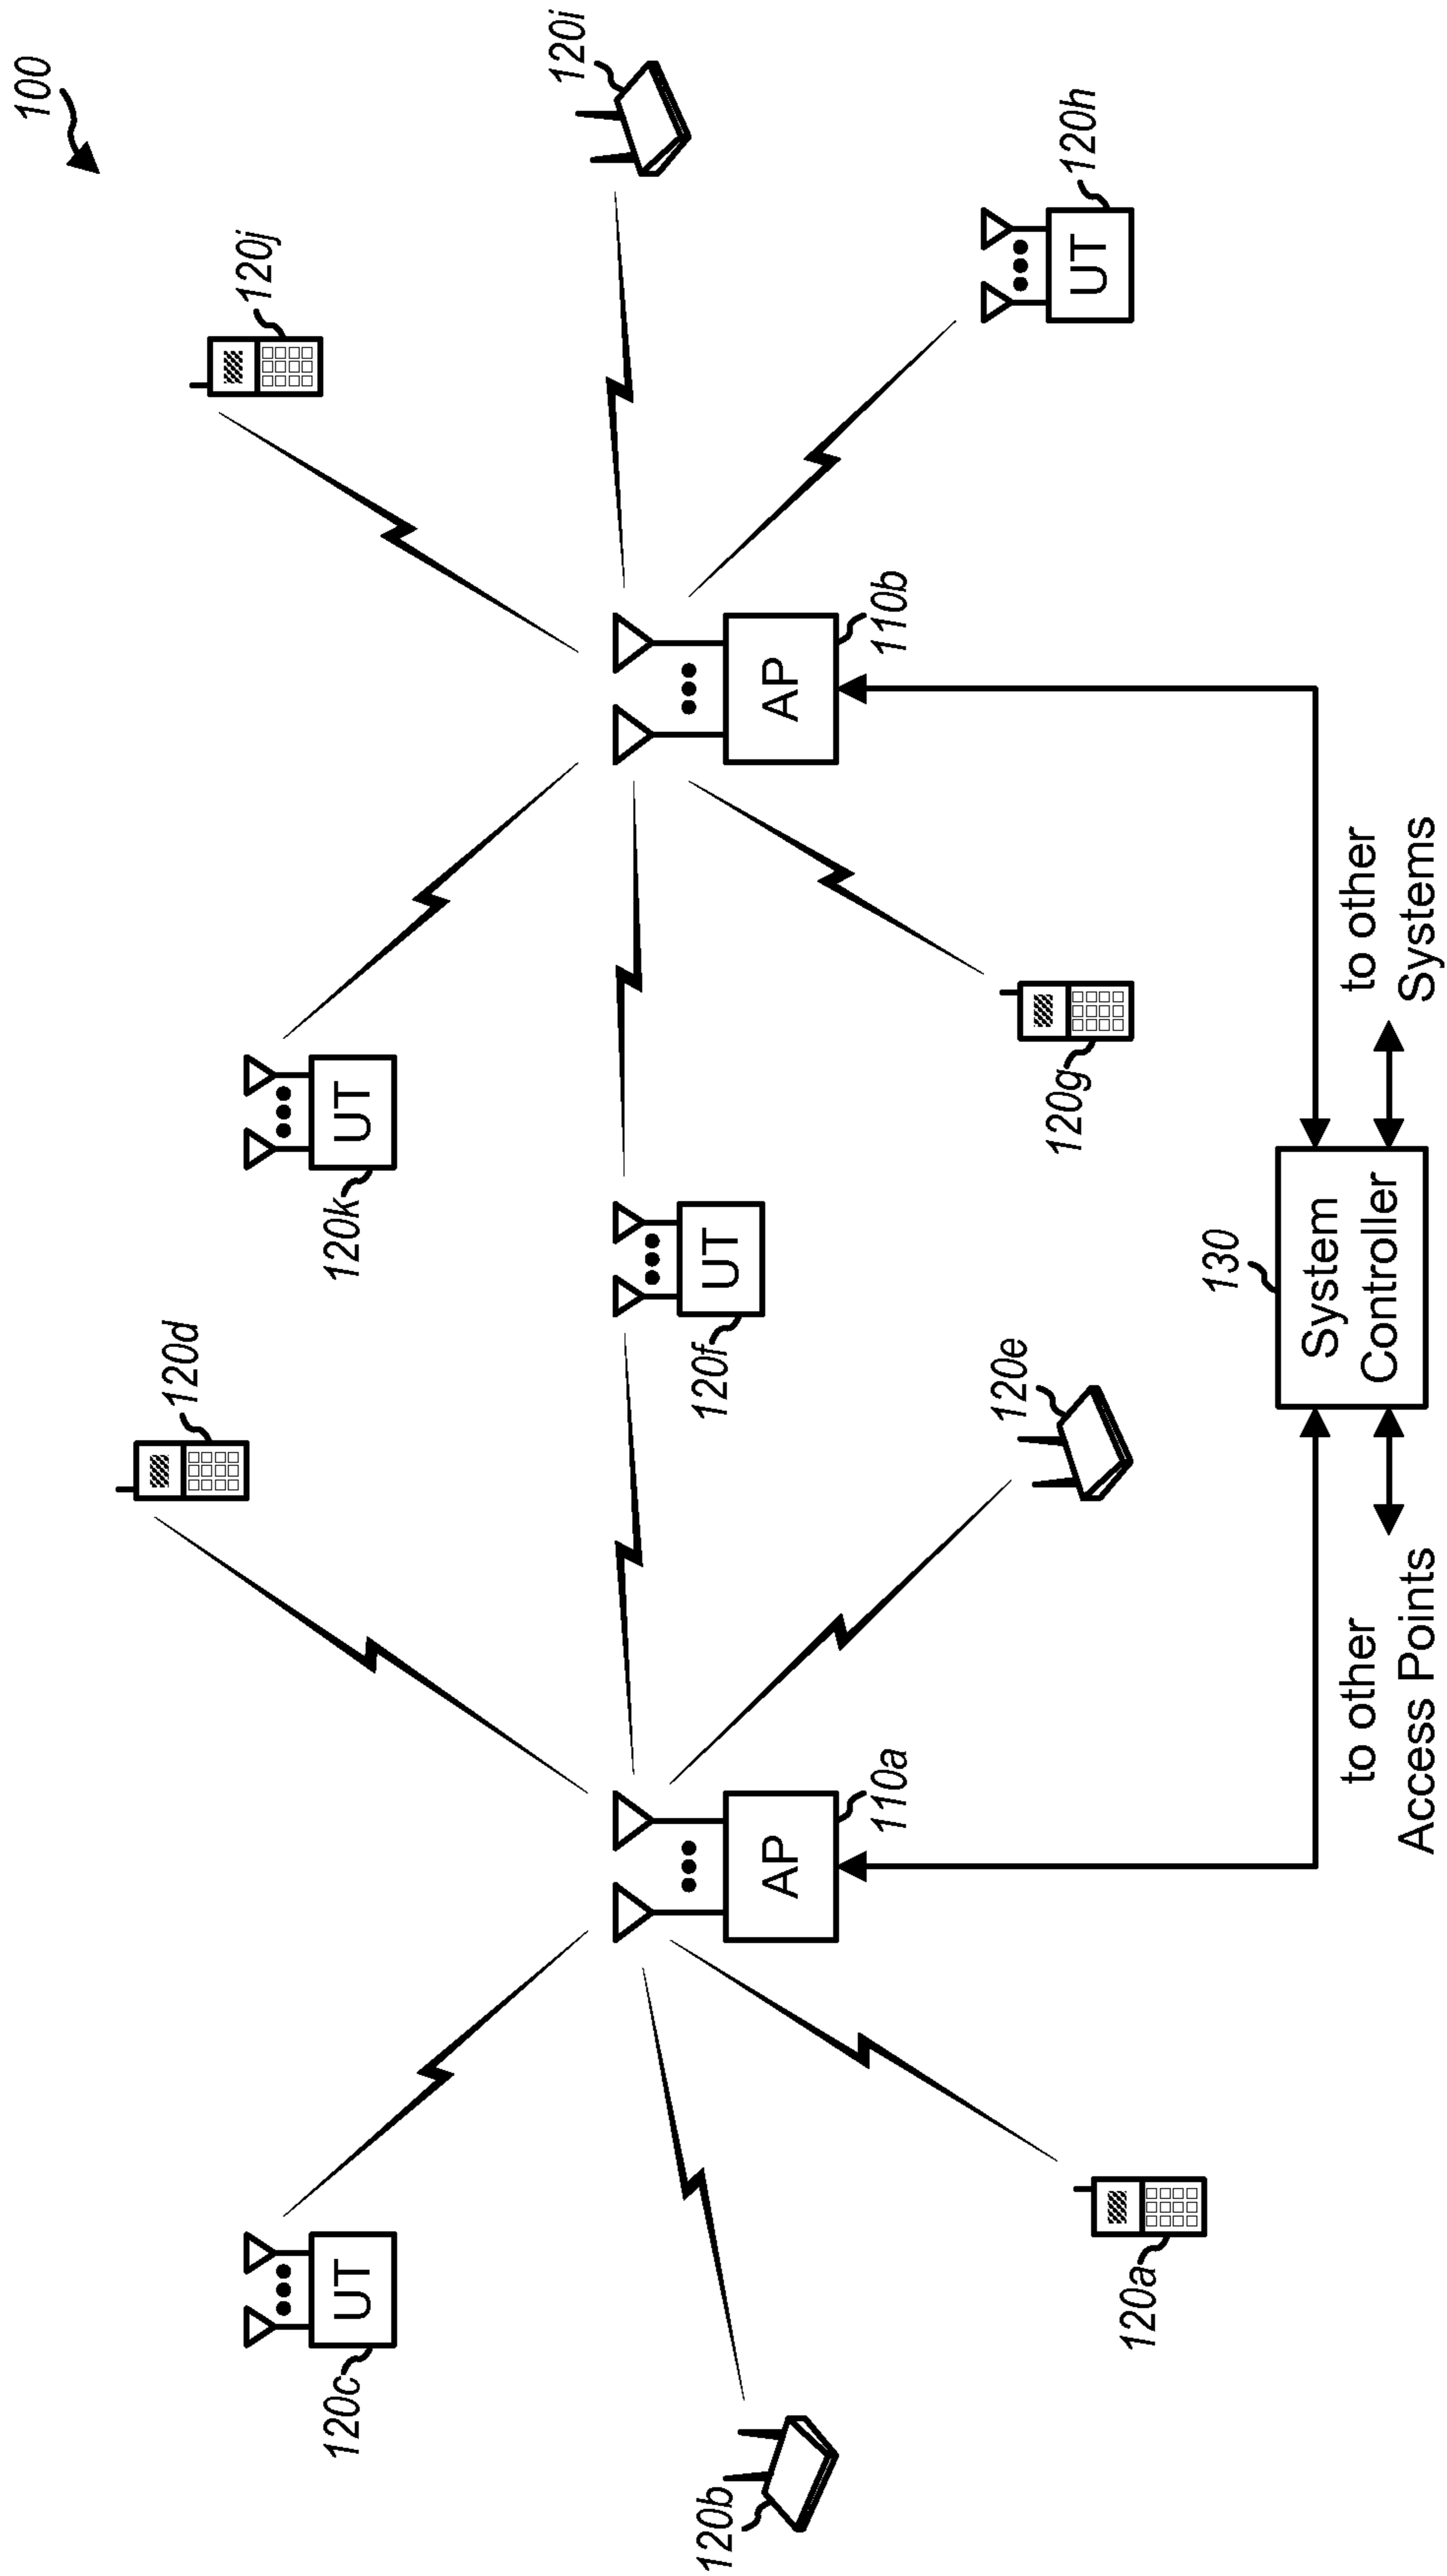 100
120d
120j
120c
UT
120k
UT
120i
120b
120f
UT
AP
110a
AP
110b
120e
120a
120g
UT
120h
130
System
Controller
to other
Access Points
to other
Systems